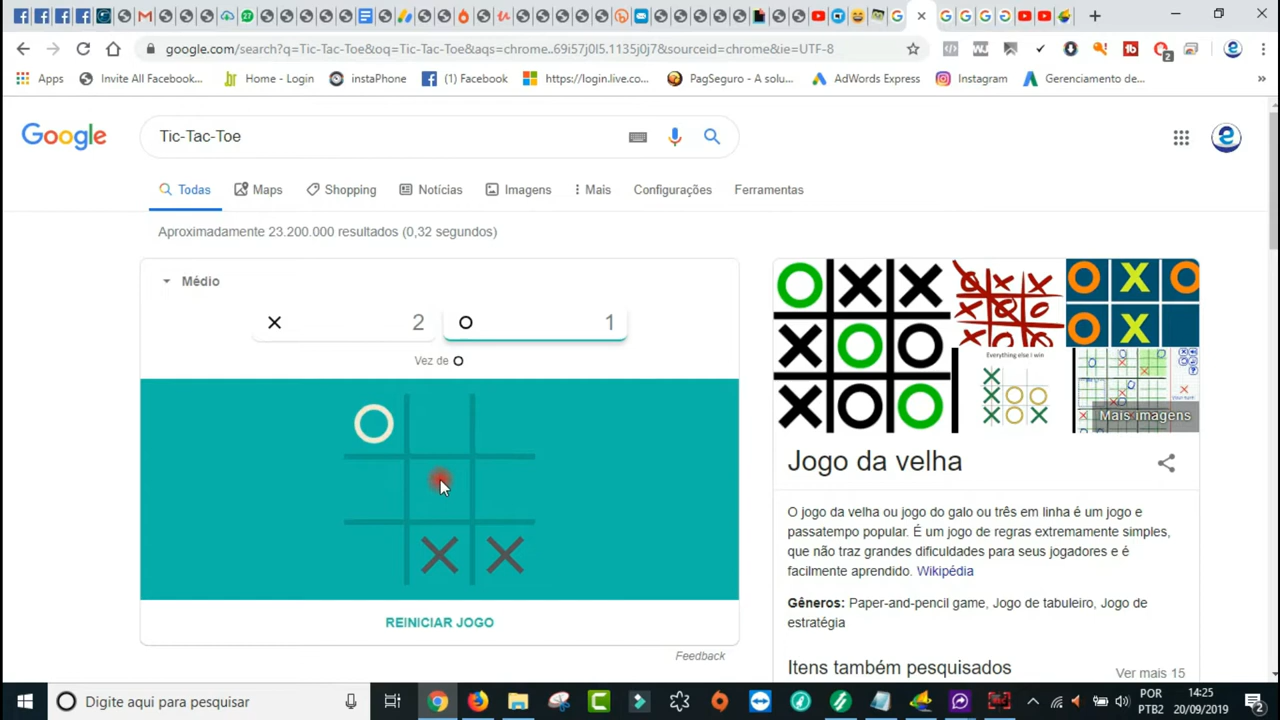 27
google.com/search?q=Tic-Tac-Toe&oq=Tic-Tac-Toe&aqs=chrome..69i57j0l5.1135j0j7&sourceid=chrome&ie=UTF-8
2
Apps
Invite All Facebook...
Home - Login
instaPhone
(1) Facebook
https://login.live.co...
PagSeguro - A solu...
AdWords Express
Instagram
Gerenciamento de...
»
Google
Tic-Tac-Toe
Todas
Maps
Shopping
Notícias
Imagens
Mais
Configurações
Ferramentas
Aproximadamente 23.200.000 resultados (0,32 segundos)
Médio
X 2
O 1
Vez de O
O
X X
REINICIAR JOGO
Feedback
Everything else I win
Mais imagens
Jogo da velha
O jogo da velha ou jogo do galo ou três em linha é um jogo e
passatempo popular. É um jogo de regras extremamente simples,
que não traz grandes dificuldades para seus jogadores e é
facilmente aprendido. Wikipédia
Gêneros: Paper-and-pencil game, Jogo de tabuleiro, Jogo de
estratégia
Itens também pesquisados
Ver mais 15
Digite aqui para pesquisar
POR
PTB2
14:25
20/09/2019
2